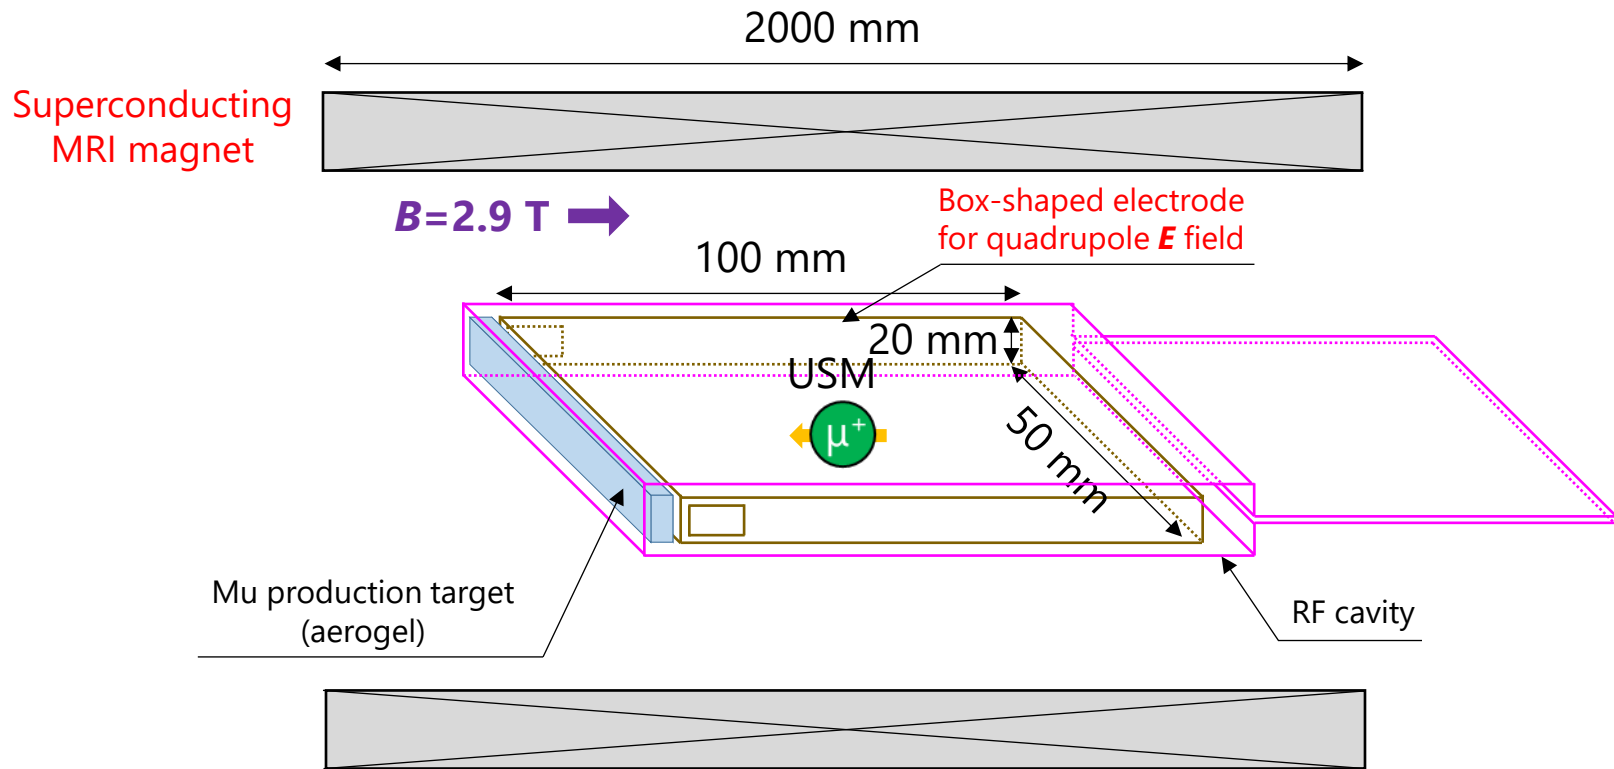 2000 mm
Superconducting
MRI magnet
B=2.9 T
Box-shaped electrode
for quadrupole E field
100 mm
20 mm
USM
μ+
50 mm
Mu production target
(aerogel)
RF cavity